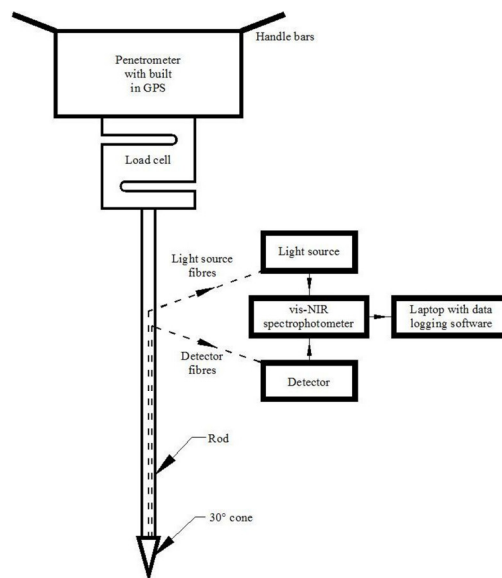 Handle bars
Penetrometer
with built
in GPS
Load cell
Light source
fibres
Light source
vis-NIR
spectrophotometer
Laptop with data
logging software
Detector
fibres
Detector
Rod
30° cone